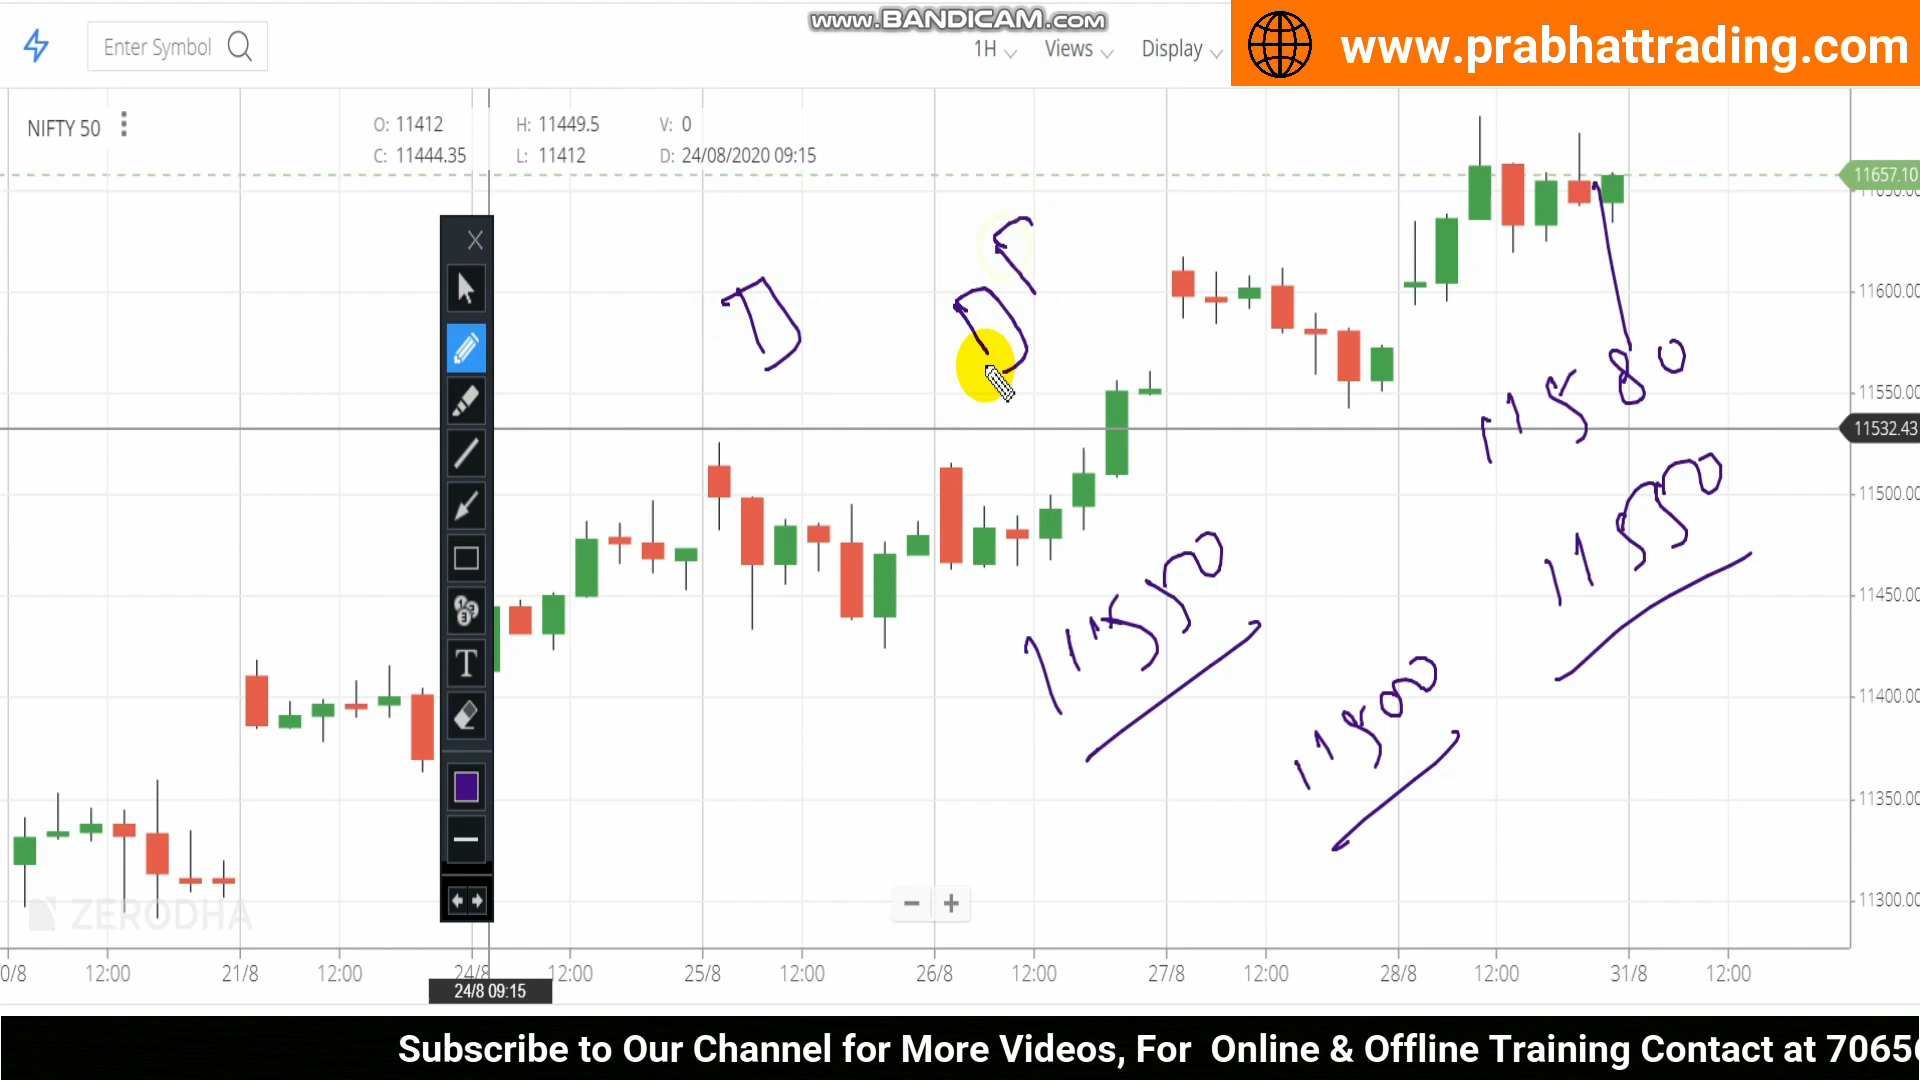 www.BANDICAM.com
Enter Symbol
1H Views Display
www.prabhattrading.com
NIFTY 50
O: 11412 H: 11449.5 V: 0
C: 11444.35 L: 11412 D: 24/08/2020 09:15
11657.10
11600.00
11580
11550.00
11532.43
11550
11500.00
11550
11450.00
11500
11400.00
11350.00
11300.00
ZERODHA
T
0/8 12:00 21/8 12:00 24/8 12:00 25/8 12:00 26/8 12:00 27/8 12:00 28/8 12:00 31/8 12:00
24/8 09:15
Subscribe to Our Channel for More Videos, For Online & Offline Training Contact at 7065